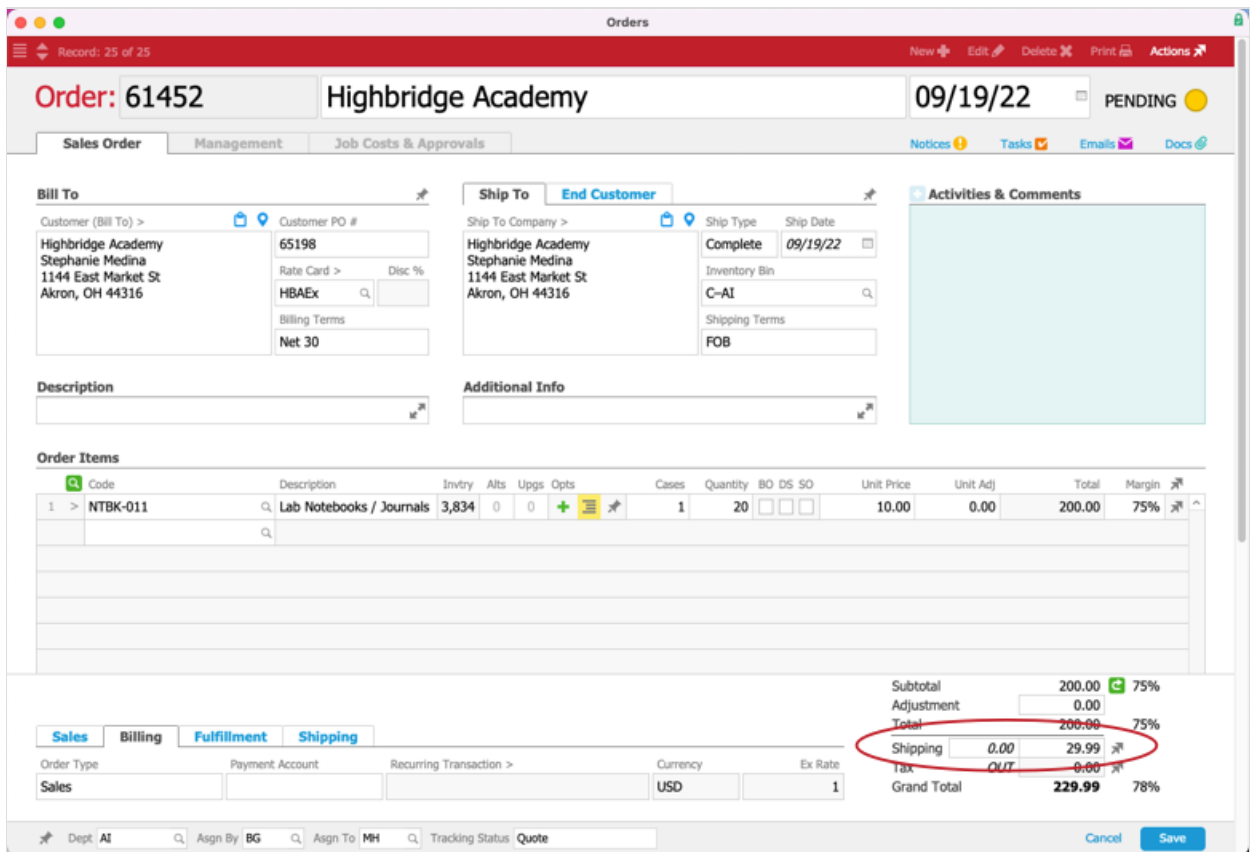 Orders
Record: 25 of 25 New Edit Delete Print Actions
Order: 61452 Highbridge Academy 09/19/22 PENDING
Sales Order Management Job Costs & Approvals Notices Tasks Emails Docs
Bill To Ship To End Customer Activities & Comments
Customer (Bill To) > Customer PO # Ship To Company > Ship Type Ship Date
Highbridge Academy 65198 Highbridge Academy Complete 09/19/22
Stephanie Medina Stephanie Medina
1144 East Market St Rate Card > Disc % 1144 East Market St Inventory Bin
Akron, OH 44316 HBAEx Akron, OH 44316 C–AI
Billing Terms Shipping Terms
Net 30 FOB
Description Additional Info
Order Items
Code Description Invtry Alts Upgs Opts Cases Quantity BO DS SO Unit Price Unit Adj Total Margin
1 > NTBK-011 Lab Notebooks / Journals 3,834 0 0 1 20 10.00 0.00 200.00 75%
Subtotal 200.00 75%
Adjustment 0.00
Total 200.00 75%
Sales Billing Fulfillment Shipping
Shipping 0.00 29.99
Order Type Payment Account Recurring Transaction > Currency Ex Rate
Tax OUT 0.00
Sales USD 1
Grand Total 229.99 78%
Dept AI Asgn By BG Asgn To MH Tracking Status Quote Cancel Save